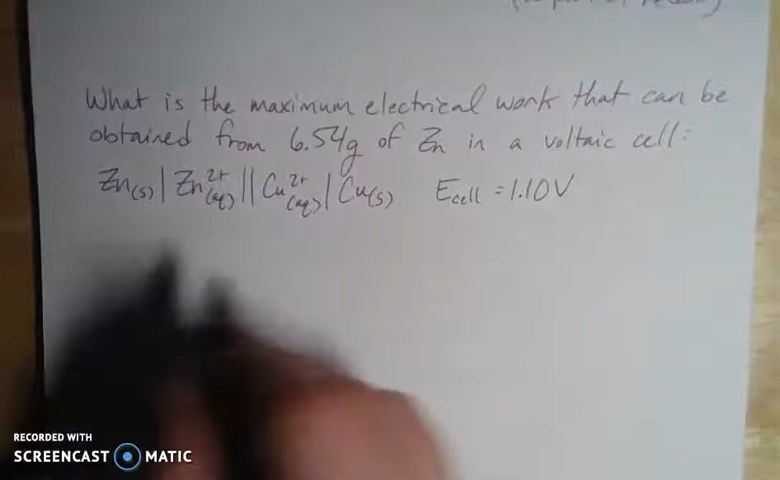 What is the maximum electrical work that can be
obtained from 6.54g of Zn in a voltaic cell:
Zn(s) | Zn²⁺(aq) || Cu²⁺(aq) | Cu(s) Ecell = 1.10V
RECORDED WITH
SCREENCAST MATIC